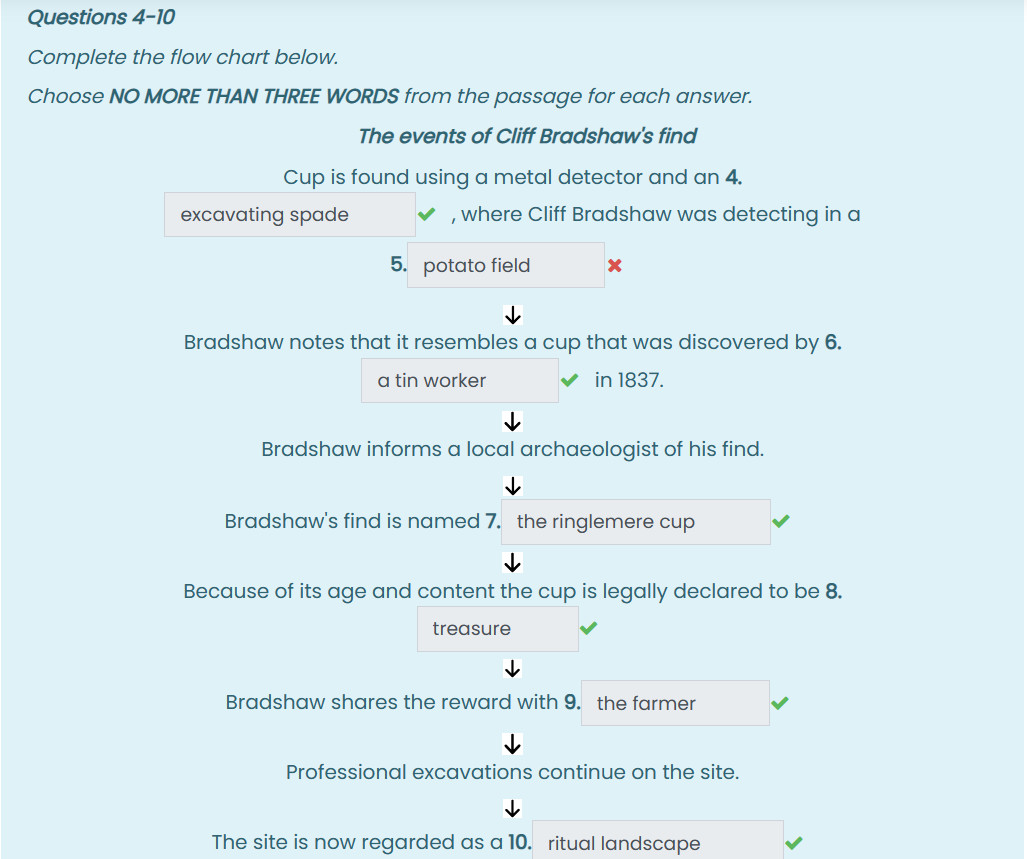 Questions 4-10
Complete the flow chart below.
Choose NO MORE THAN THREE WORDS from the passage for each answer.
The events of Cliff Bradshaw's find
Cup is found using a metal detector and an 4.
excavating spade , where Cliff Bradshaw was detecting in a
5. potato field
Bradshaw notes that it resembles a cup that was discovered by 6.
a tin worker in 1837.
Bradshaw informs a local archaeologist of his find.
Bradshaw's find is named 7. the ringlemere cup
Because of its age and content the cup is legally declared to be 8.
treasure
Bradshaw shares the reward with 9. the farmer
Professional excavations continue on the site.
The site is now regarded as a 10. ritual landscape